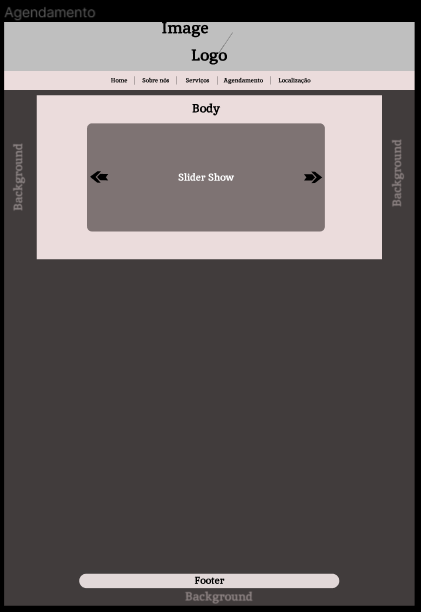 Agendamento
Image
Logo
Home Sobre nós Serviços Agendamento Localização
Body
Background
Background
Slider Show
Footer
Background